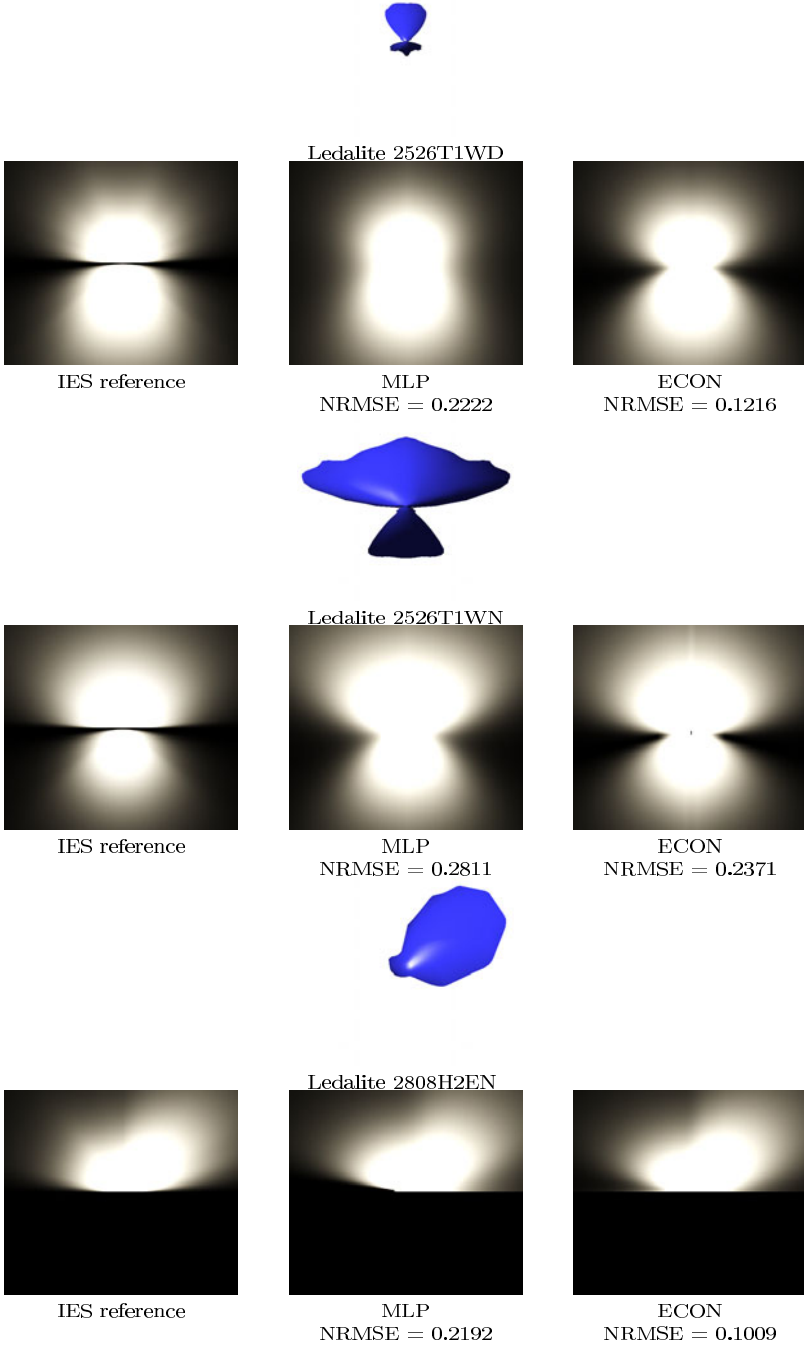 Ledalite 2526T1WD
IES reference
MLP
NRMSE = 0.2222
ECON
NRMSE = 0.1216
Ledalite 2526T1WN
IES reference
MLP
NRMSE = 0.2811
ECON
NRMSE = 0.2371
Ledalite 2808H2EN
IES reference
MLP
NRMSE = 0.2192
ECON
NRMSE = 0.1009